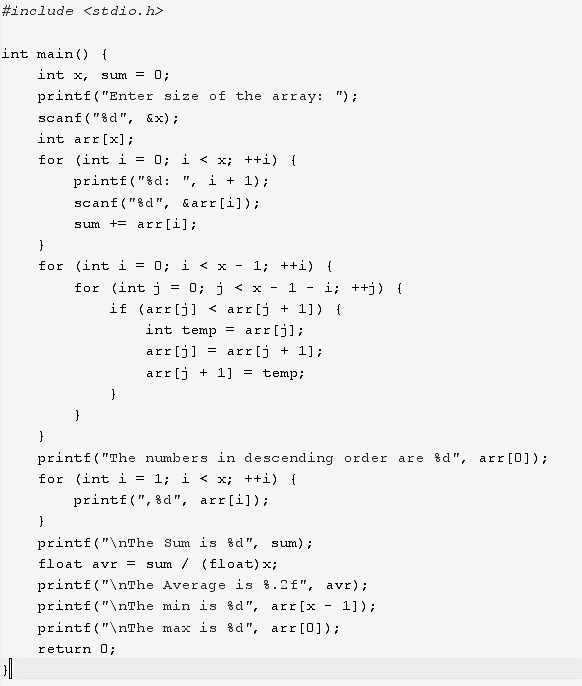 #include <stdio.h>
int main() {
int x, sum = 0;
printf("Enter size of the array: ");
scanf("%d", &x);
int arr[x];
for (int i = 0; i < x; ++i) {
printf("%d: ", i + 1);
scanf("%d", &arr[i]);
sum += arr[i];
}
for (int i = 0; i < x - 1; ++i) {
for (int j = 0; j < x - 1 - i; ++j) {
if (arr[j] < arr[j + 1]) {
int temp = arr[j];
arr[j] = arr[j + 1];
arr[j + 1] = temp;
}
}
}
printf("The numbers in descending order are %d", arr[0]);
for (int i = 1; i < x; ++i) {
printf(",%d", arr[i]);
}
printf("\nThe Sum is %d", sum);
float avr = sum / (float)x;
printf("\nThe Average is %.2f", avr);
printf("\nThe min is %d", arr[x - 1]);
printf("\nThe max is %d", arr[0]);
return 0;
}